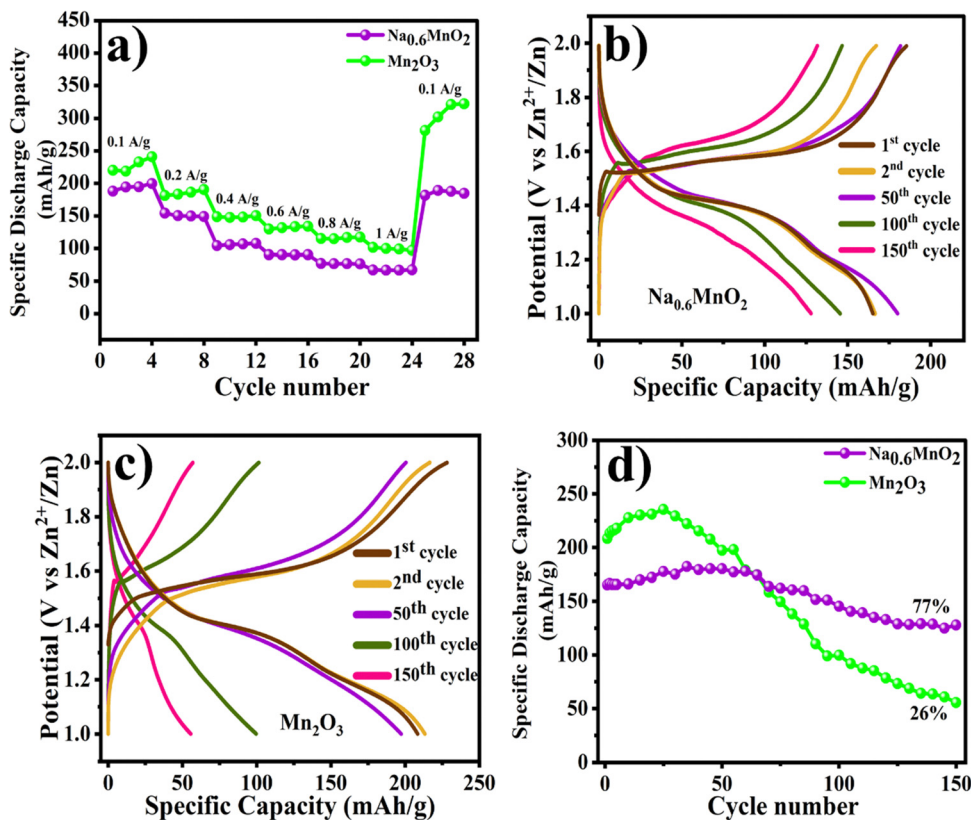 a)
Na₀.₆MnO₂
Mn₂O₃
0.1 A/g
0.2 A/g
0.4 A/g
0.6 A/g
0.8 A/g
1 A/g
0.1 A/g
450
400
350
300
250
200
150
100
50
0
0 4 8 12 16 20 24 28
Cycle number
Specific Discharge Capacity
(mAh/g)
b)
1st cycle
2nd cycle
50th cycle
100th cycle
150th cycle
Na₀.₆MnO₂
2.0
1.8
1.6
1.4
1.2
1.0
0 50 100 150 200
Specific Capacity (mAh/g)
Potential (V vs Zn²⁺/Zn)
c)
1st cycle
2nd cycle
50th cycle
100th cycle
150th cycle
Mn₂O₃
2.0
1.8
1.6
1.4
1.2
1.0
0 50 100 150 200 250
Specific Capacity (mAh/g)
Potential (V vs Zn²⁺/Zn)
d)
Na₀.₆MnO₂
Mn₂O₃
77%
26%
300
250
200
150
100
50
0
0 50 100 150
Cycle number
Specific Discharge Capacity
(mAh/g)